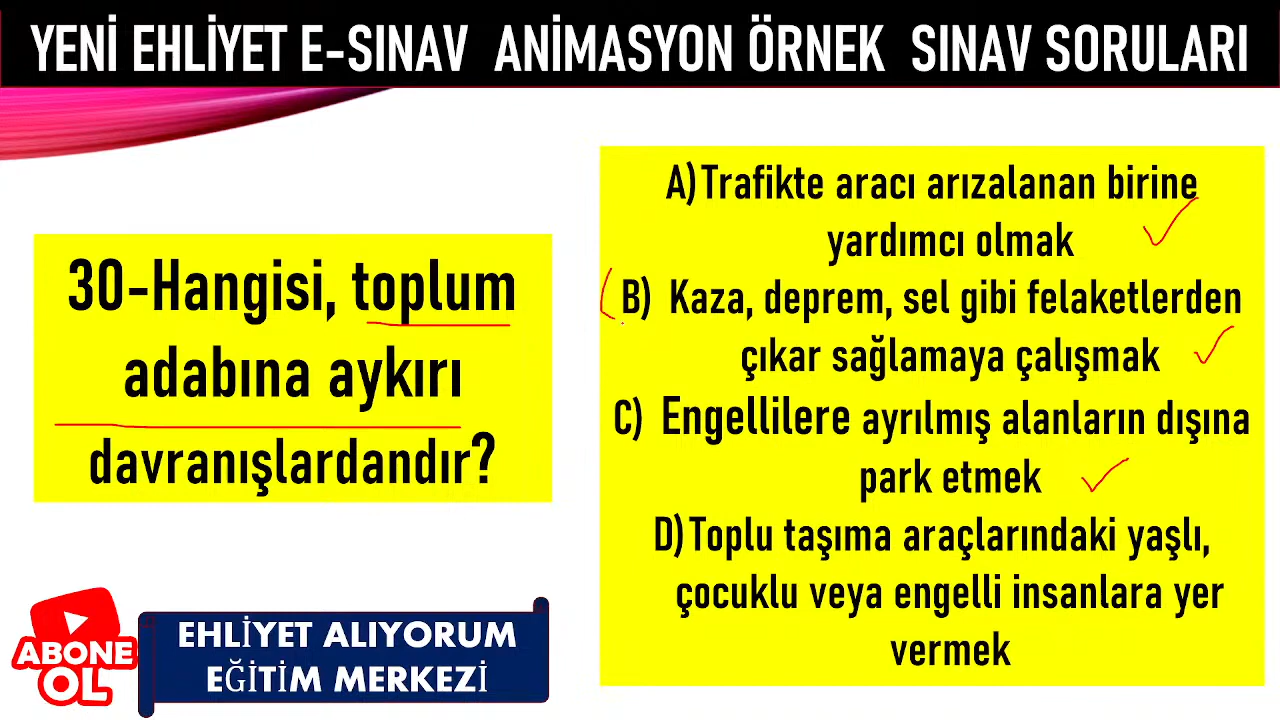 YENİ EHLİYET E-SINAV ANİMASYON ÖRNEK SINAV SORULARI
30-Hangisi, toplum
adabına aykırı
davranışlardandır?
A)Trafikte aracı arızalanan birine
yardımcı olmak
B) Kaza, deprem, sel gibi felaketlerden
çıkar sağlamaya çalışmak
C) Engellilere ayrılmış alanların dışına
park etmek
D)Toplu taşıma araçlarındaki yaşlı,
çocuklu veya engelli insanlara yer
vermek
ABONE
OL
EHLİYET ALIYORUM
EĞİTİM MERKEZİ